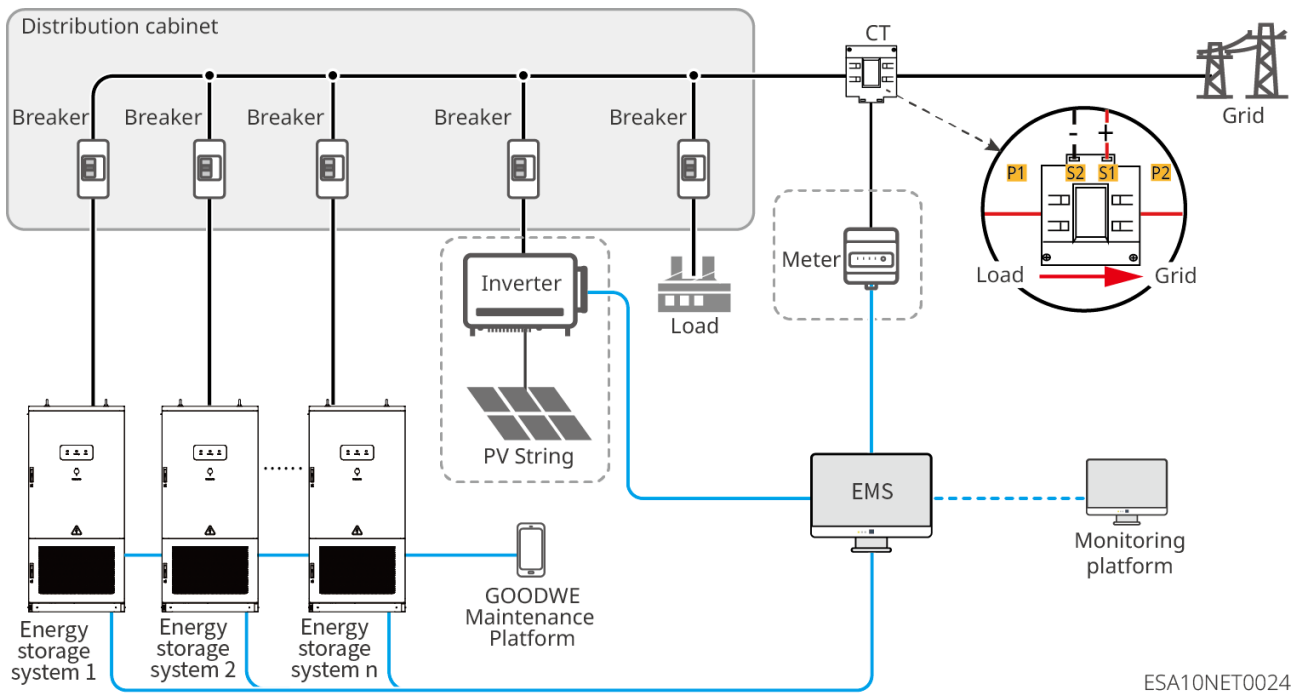 Distribution cabinet
CT
Grid
Breaker
Breaker
Breaker
Breaker
Breaker
- +
P1
S2
S1
P2
Load
Grid
Meter
Inverter
Load
PV String
EMS
Monitoring
platform
GOODWE
Maintenance
Platform
Energy
storage
system 1
Energy
storage
system 2
Energy
storage
system n
ESA10NET0024